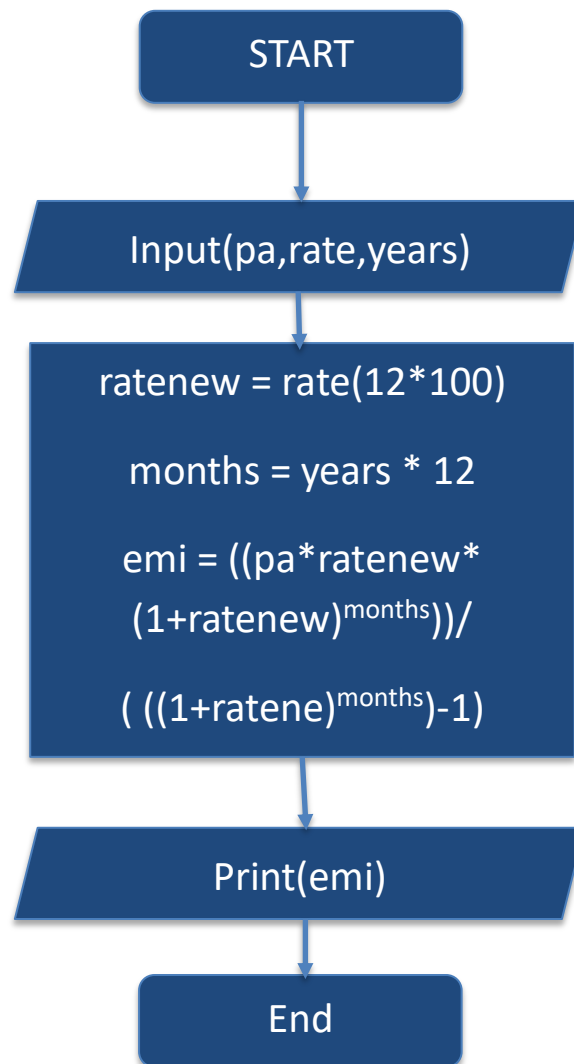 START
Input(pa,rate,years)
ratenew = rate(12*100)
months = years * 12
emi = ((pa*ratenew*
(1+ratenew)^months))/
( ((1+ratene)^months)-1)
Print(emi)
End